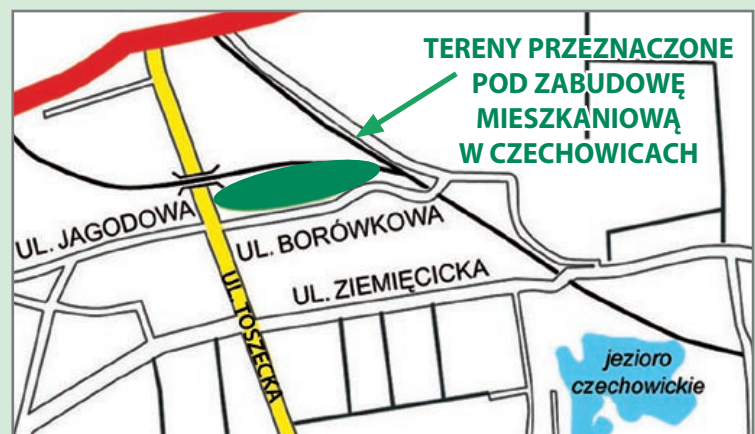 TERENY PRZEZNACZONE
POD ZABUDOWĘ
MIESZKANIOWĄ
W CZECHOWICACH
UL. JAGODOWA
UL. BORÓWKOWA
UL. ZIEMIĘCICKA
UL. TOSZECKA
jezioro
czechowickie